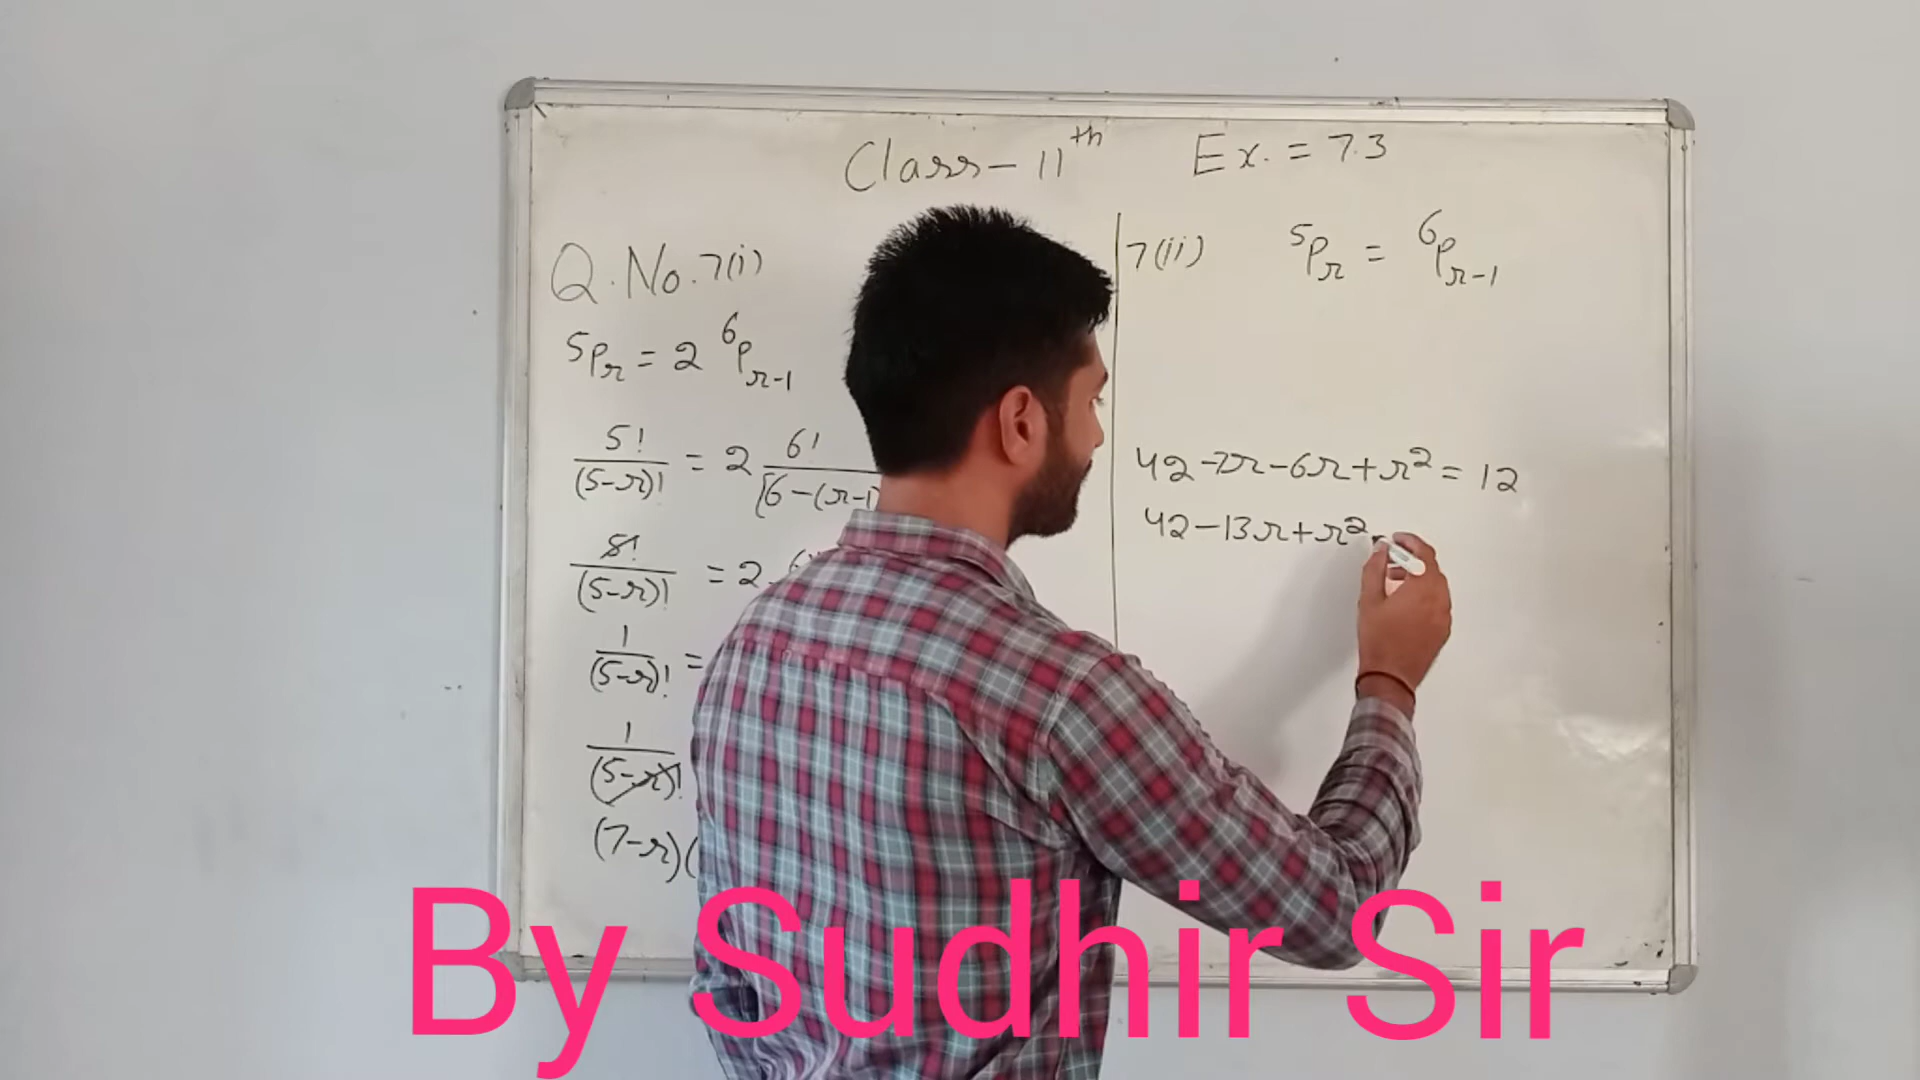 Class-11th Ex. = 7.3
Q.No. 7(i)
5Pr = 2 6Pr-1
5!/(5-r)! = 2 6!/[6-(r-1)
5!/(5-r)! = 2
1/(5-r)! =
1/(5-r)!
(7-r)(
7(ii) 5Pr = 6Pr-1
42-7r-6r+r² = 12
42-13r+r²
By Sudhir Sir